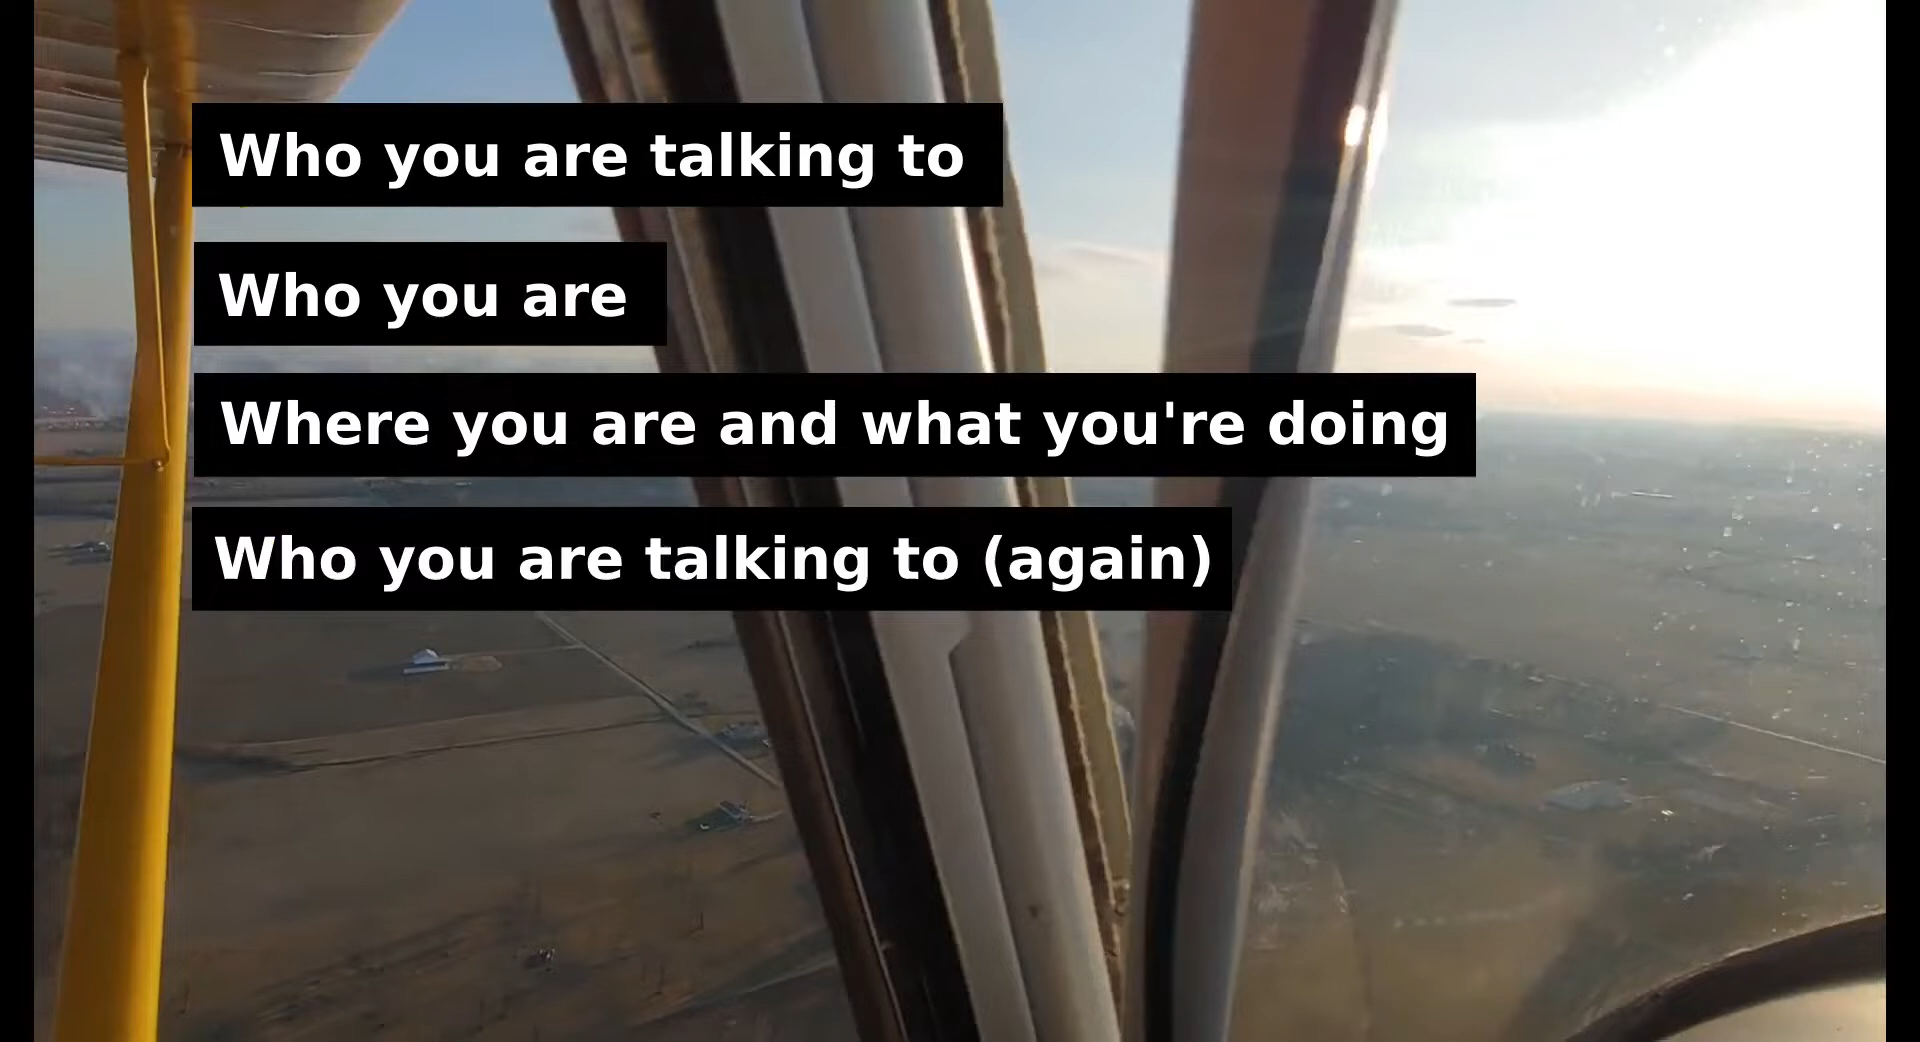 Who you are talking to
Who you are
Where you are and what you're doing
Who you are talking to (again)